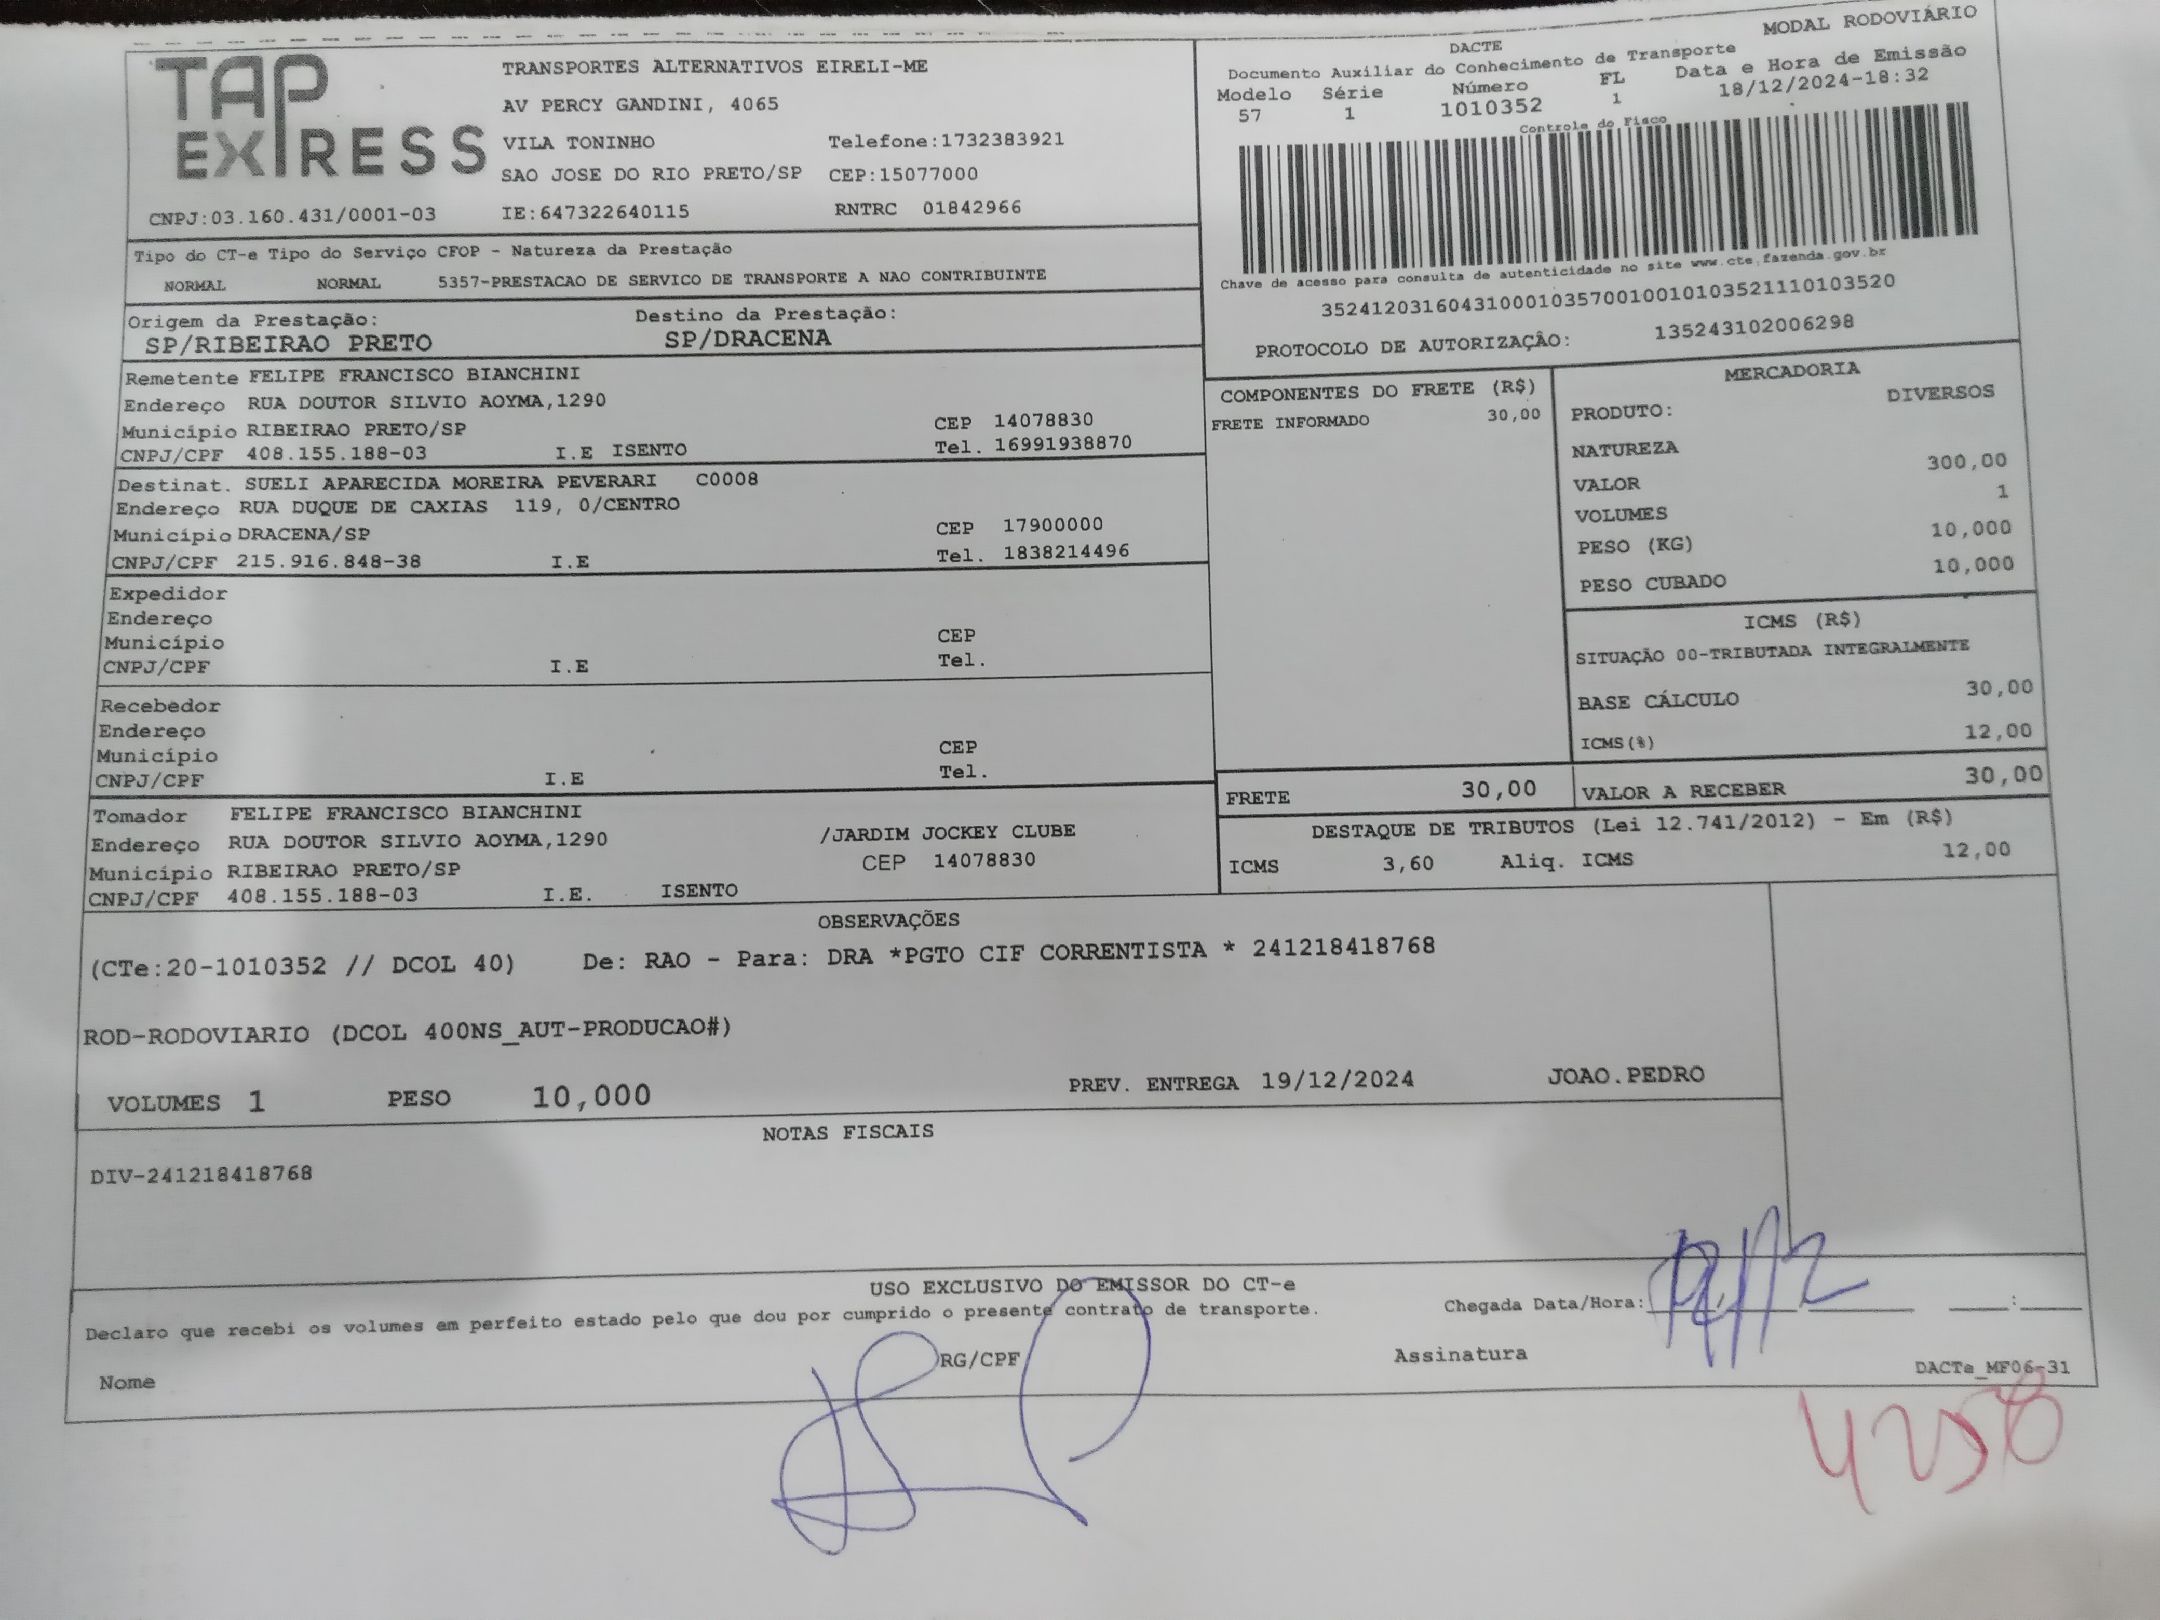 TAP EXPRESS
TRANSPORTES ALTERNATIVOS EIRELI-ME
AV PERCY GANDINI, 4065
VILA TONINHO Telefone:1732383921
SAO JOSE DO RIO PRETO/SP CEP:15077000
CNPJ:03.160.431/0001-03 IE:647322640115 RNTRC 01842966
MODAL RODOVIÁRIO
DACTE
Documento Auxiliar do Conhecimento de Transporte
Modelo Série Número FL Data e Hora de Emissão
57 1 1010352 1 18/12/2024-18:32
Controle do Fisco
Chave de acesso para consulta de autenticidade no site www.cte.fazenda.gov.br
35241203160431000103570010010103521110103520
PROTOCOLO DE AUTORIZAÇÂO: 135243102006298
Tipo do CT-e Tipo do Serviço CFOP - Natureza da Prestação
NORMAL NORMAL 5357-PRESTACAO DE SERVICO DE TRANSPORTE A NAO CONTRIBUINTE
Origem da Prestação: Destino da Prestação:
SP/RIBEIRAO PRETO SP/DRACENA
Remetente FELIPE FRANCISCO BIANCHINI
Endereço RUA DOUTOR SILVIO AOYMA,1290
Município RIBEIRAO PRETO/SP CEP 14078830
CNPJ/CPF 408.155.188-03 I.E ISENTO Tel. 16991938870
Destinat. SUELI APARECIDA MOREIRA PEVERARI C0008
Endereço RUA DUQUE DE CAXIAS 119, 0/CENTRO
Município DRACENA/SP CEP 17900000
CNPJ/CPF 215.916.848-38 I.E Tel. 1838214496
Expedidor
Endereço
Município CEP
CNPJ/CPF I.E Tel.
Recebedor
Endereço
Município CEP
CNPJ/CPF I.E Tel.
Tomador FELIPE FRANCISCO BIANCHINI
Endereço RUA DOUTOR SILVIO AOYMA,1290 /JARDIM JOCKEY CLUBE
Município RIBEIRAO PRETO/SP CEP 14078830
CNPJ/CPF 408.155.188-03 I.E. ISENTO
COMPONENTES DO FRETE (R$)
FRETE INFORMADO 30,00
MERCADORIA
PRODUTO: DIVERSOS
NATUREZA
VALOR 300,00
VOLUMES 1
PESO (KG) 10,000
PESO CUBADO 10,000
ICMS (R$)
SITUAÇÃO 00-TRIBUTADA INTEGRALMENTE
BASE CÁLCULO 30,00
ICMS(%) 12,00
FRETE 30,00 VALOR A RECEBER 30,00
DESTAQUE DE TRIBUTOS (Lei 12.741/2012) - Em (R$)
ICMS 3,60 Aliq. ICMS 12,00
OBSERVAÇÕES
(CTe:20-1010352 // DCOL 40) De: RAO - Para: DRA *PGTO CIF CORRENTISTA * 241218418768
ROD-RODOVIARIO (DCOL 400NS_AUT-PRODUCAO#)
VOLUMES 1 PESO 10,000 PREV. ENTREGA 19/12/2024 JOAO.PEDRO
NOTAS FISCAIS
DIV-241218418768
USO EXCLUSIVO DO EMISSOR DO CT-e
Declaro que recebi os volumes em perfeito estado pelo que dou por cumprido o presente contrato de transporte. Chegada Data/Hora: :
Nome RG/CPF Assinatura
DACTe_MF06-31
4258